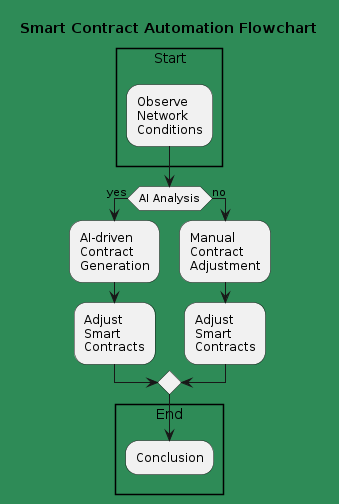 Smart Contract Automation Flowchart
Start
Observe
Network
Conditions
AI Analysis
yes
no
AI-driven
Contract
Generation
Manual
Contract
Adjustment
Adjust
Smart
Contracts
Adjust
Smart
Contracts
End
Conclusion